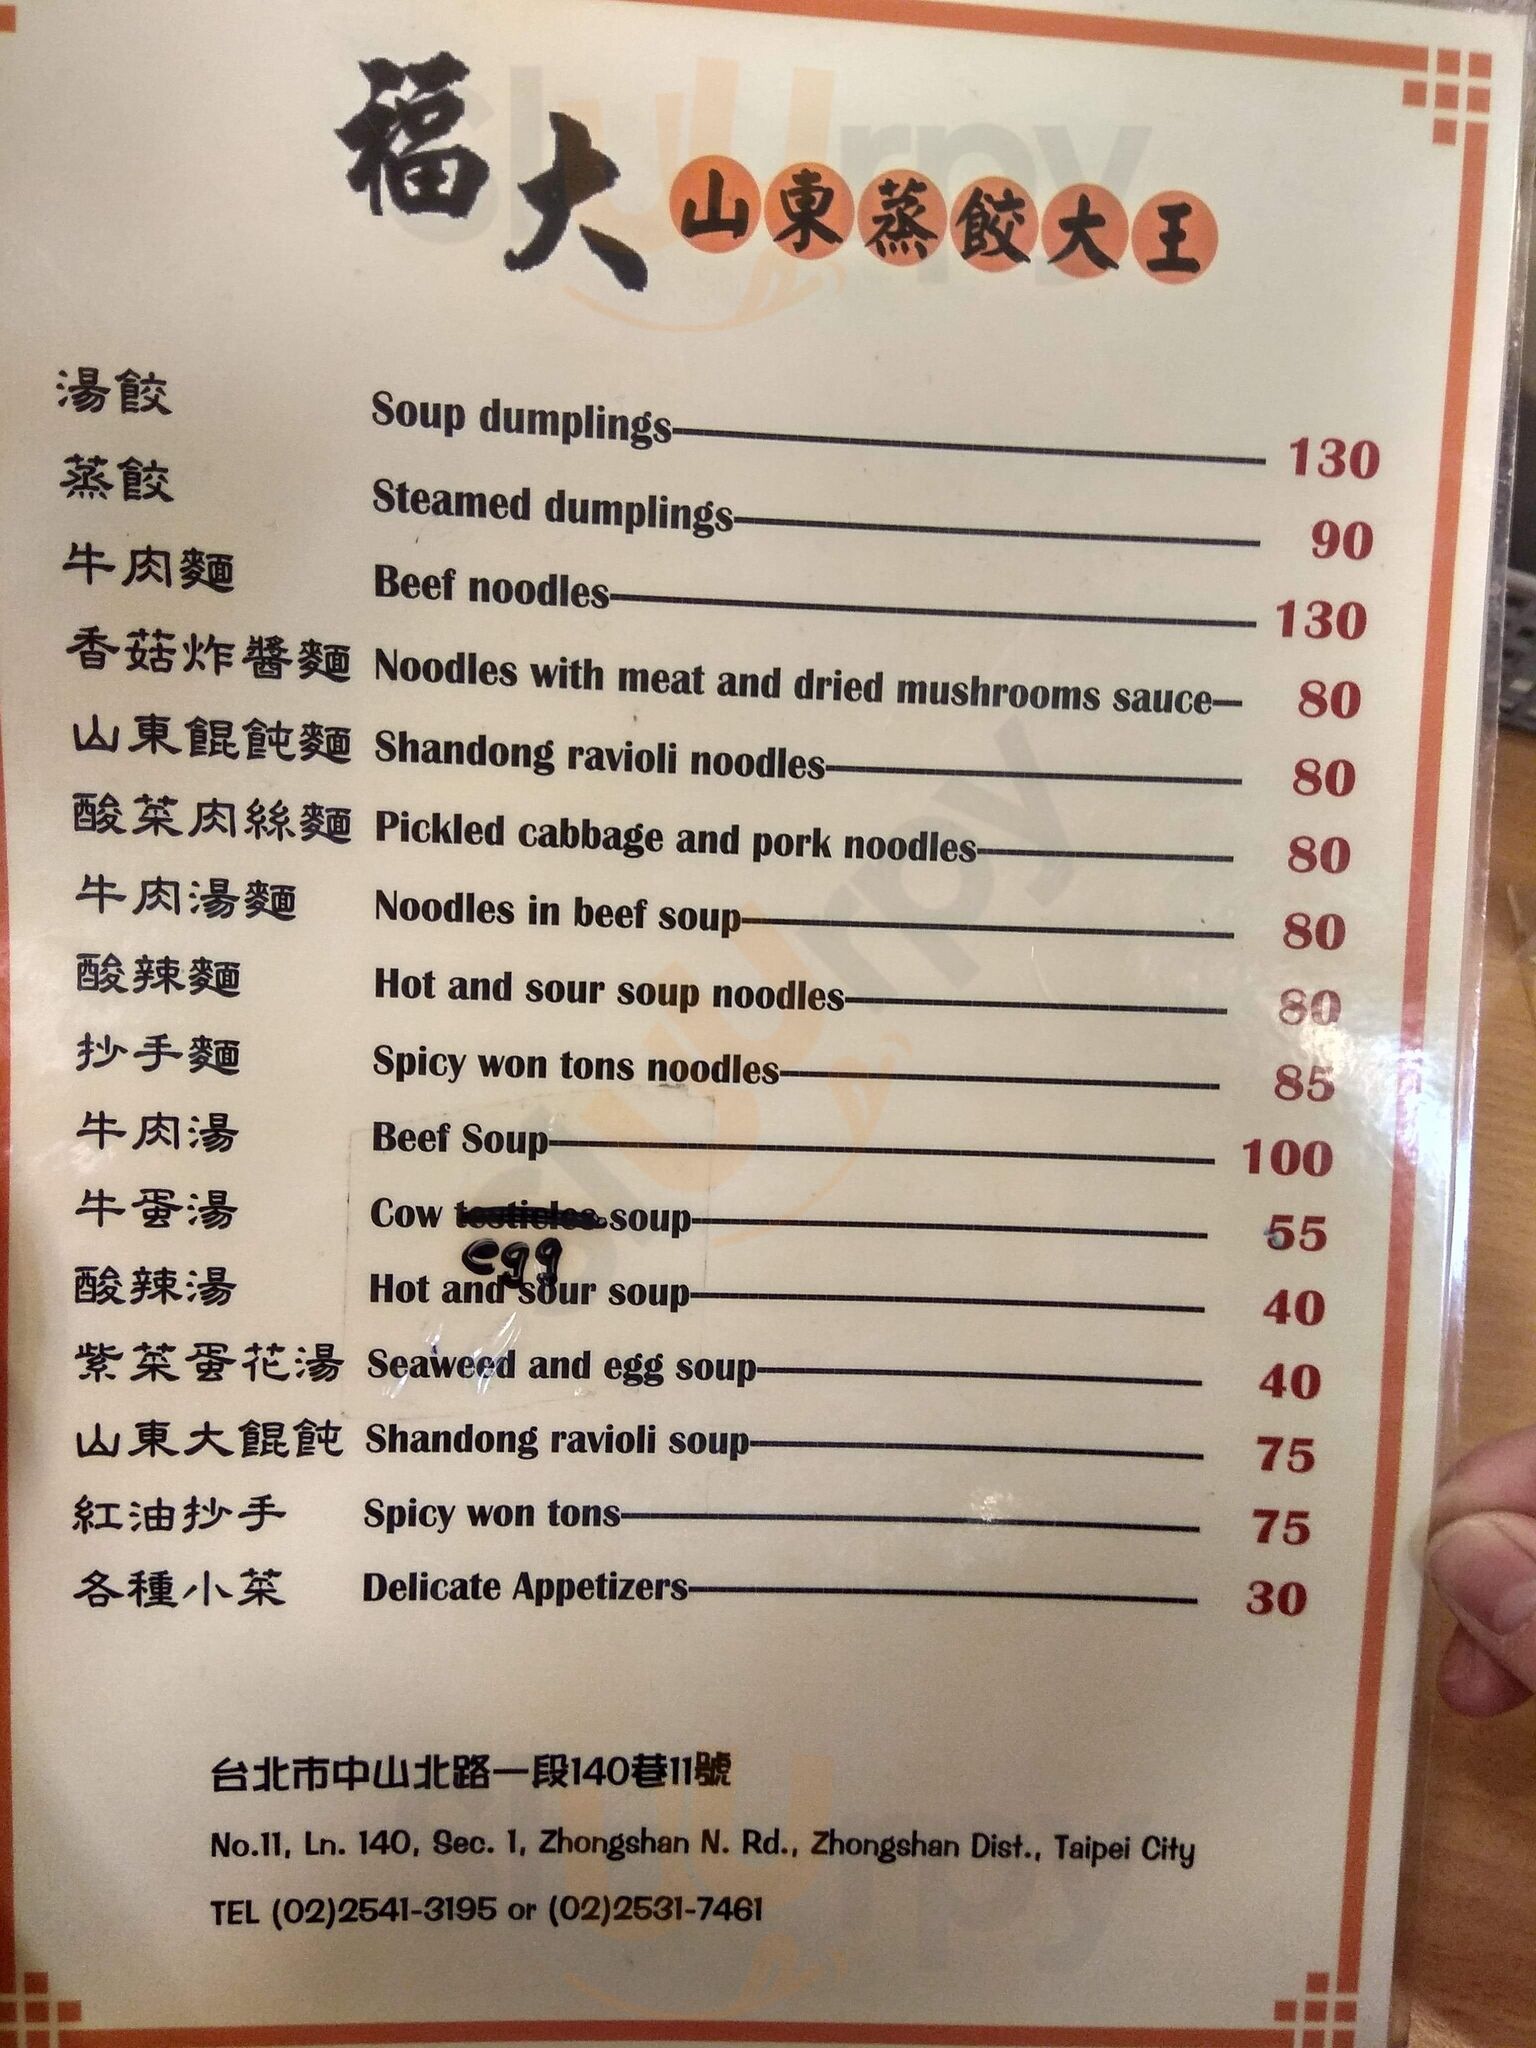 福大 山東蒸餃大王
湯餃 Soup dumplings 130
蒸餃 Steamed dumplings 90
牛肉麵 Beef noodles 130
香菇炸醬麵 Noodles with meat and dried mushrooms sauce 80
山東餛飩麵 Shandong ravioli noodles 80
酸菜肉絲麵 Pickled cabbage and pork noodles 80
牛肉湯麵 Noodles in beef soup 80
酸辣麵 Hot and sour soup noodles 80
抄手麵 Spicy won tons noodles 85
牛肉湯 Beef Soup 100
牛蛋湯 Cow testicles soup 55
egg
酸辣湯 Hot and sour soup 40
紫菜蛋花湯 Seaweed and egg soup 40
山東大餛飩 Shandong ravioli soup 75
紅油抄手 Spicy won tons 75
各種小菜 Delicate Appetizers 30
台北市中山北路一段140巷11號
No.11, Ln. 140, Sec. 1, Zhongshan N. Rd., Zhongshan Dist., Taipei City
TEL (02)2541-3195 or (02)2531-7461
sluurpy
sluurpy
sluurpy